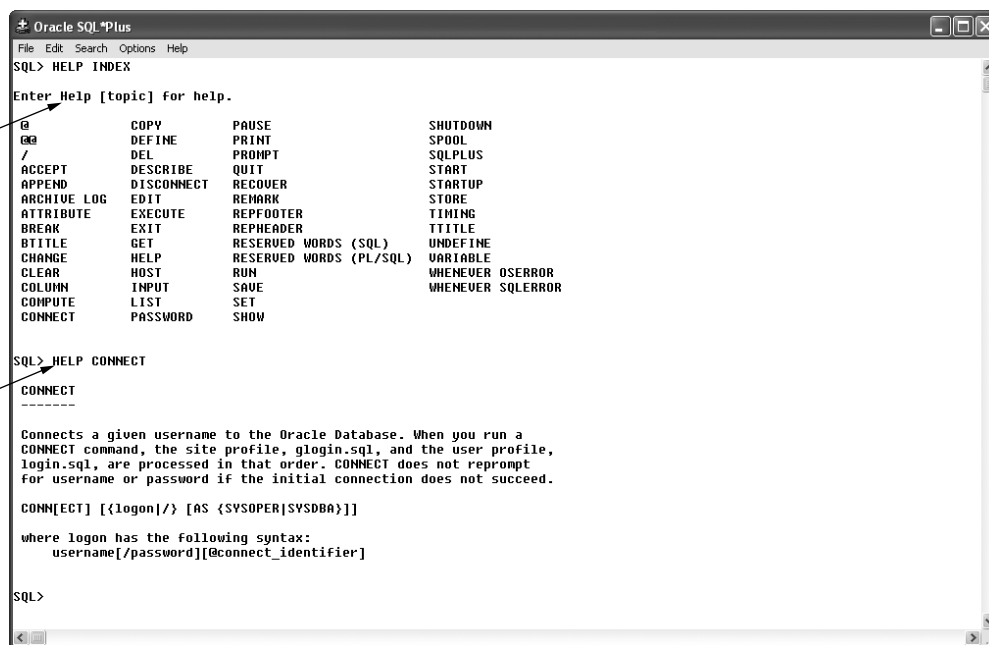 Oracle SQL*Plus
File Edit Search Options Help
SQL> HELP INDEX
Enter Help [topic] for help.
@ COPY PAUSE SHUTDOWN
@@ DEFINE PRINT SPOOL
/ DEL PROMPT SQLPLUS
ACCEPT DESCRIBE QUIT START
APPEND DISCONNECT RECOVER STARTUP
ARCHIVE LOG EDIT REMARK STORE
ATTRIBUTE EXECUTE REPFOOTER TIMING
BREAK EXIT REPHEADER TTITLE
BTITLE GET RESERVED WORDS (SQL) UNDEFINE
CHANGE HELP RESERVED WORDS (PL/SQL) VARIABLE
CLEAR HOST RUN WHENEVER OSERROR
COLUMN INPUT SAVE WHENEVER SQLERROR
COMPUTE LIST SET
CONNECT PASSWORD SHOW
SQL> HELP CONNECT
CONNECT
-------
Connects a given username to the Oracle Database. When you run a
CONNECT command, the site profile, glogin.sql, and the user profile,
login.sql, are processed in that order. CONNECT does not reprompt
for username or password if the initial connection does not succeed.
CONN[ECT] [{logon|/} [AS {SYSOPER|SYSDBA}]]
where logon has the following syntax:
username[/password][@connect_identifier]
SQL>